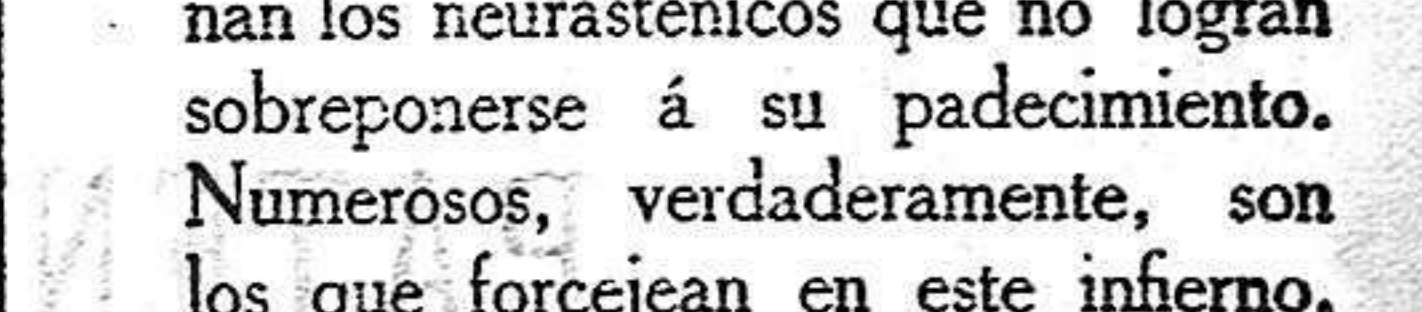 nan los neurasténicos que no logran
sobreponerse á su padecimiento.
Numerosos, verdaderamente, son
los que forcejean en este infierno.